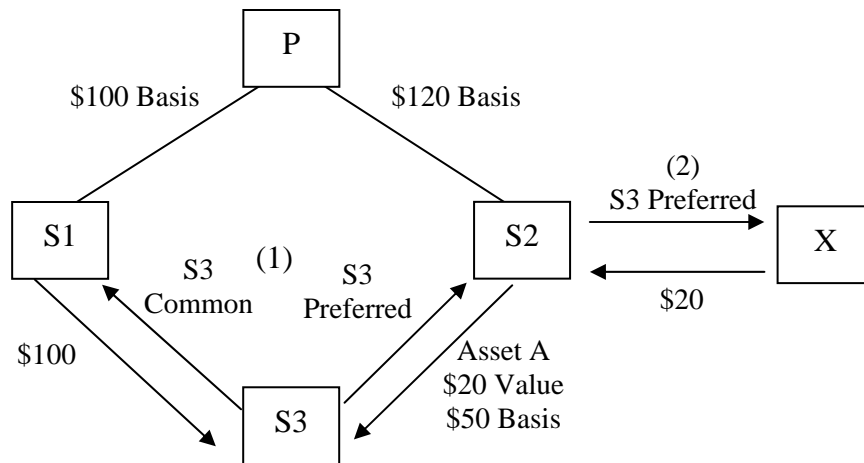 P
$100 Basis
$120 Basis
(2)
S3 Preferred
S1
S2
X
S3
Common
(1)
S3
Preferred
$20
$100
Asset A
$20 Value
$50 Basis
S3